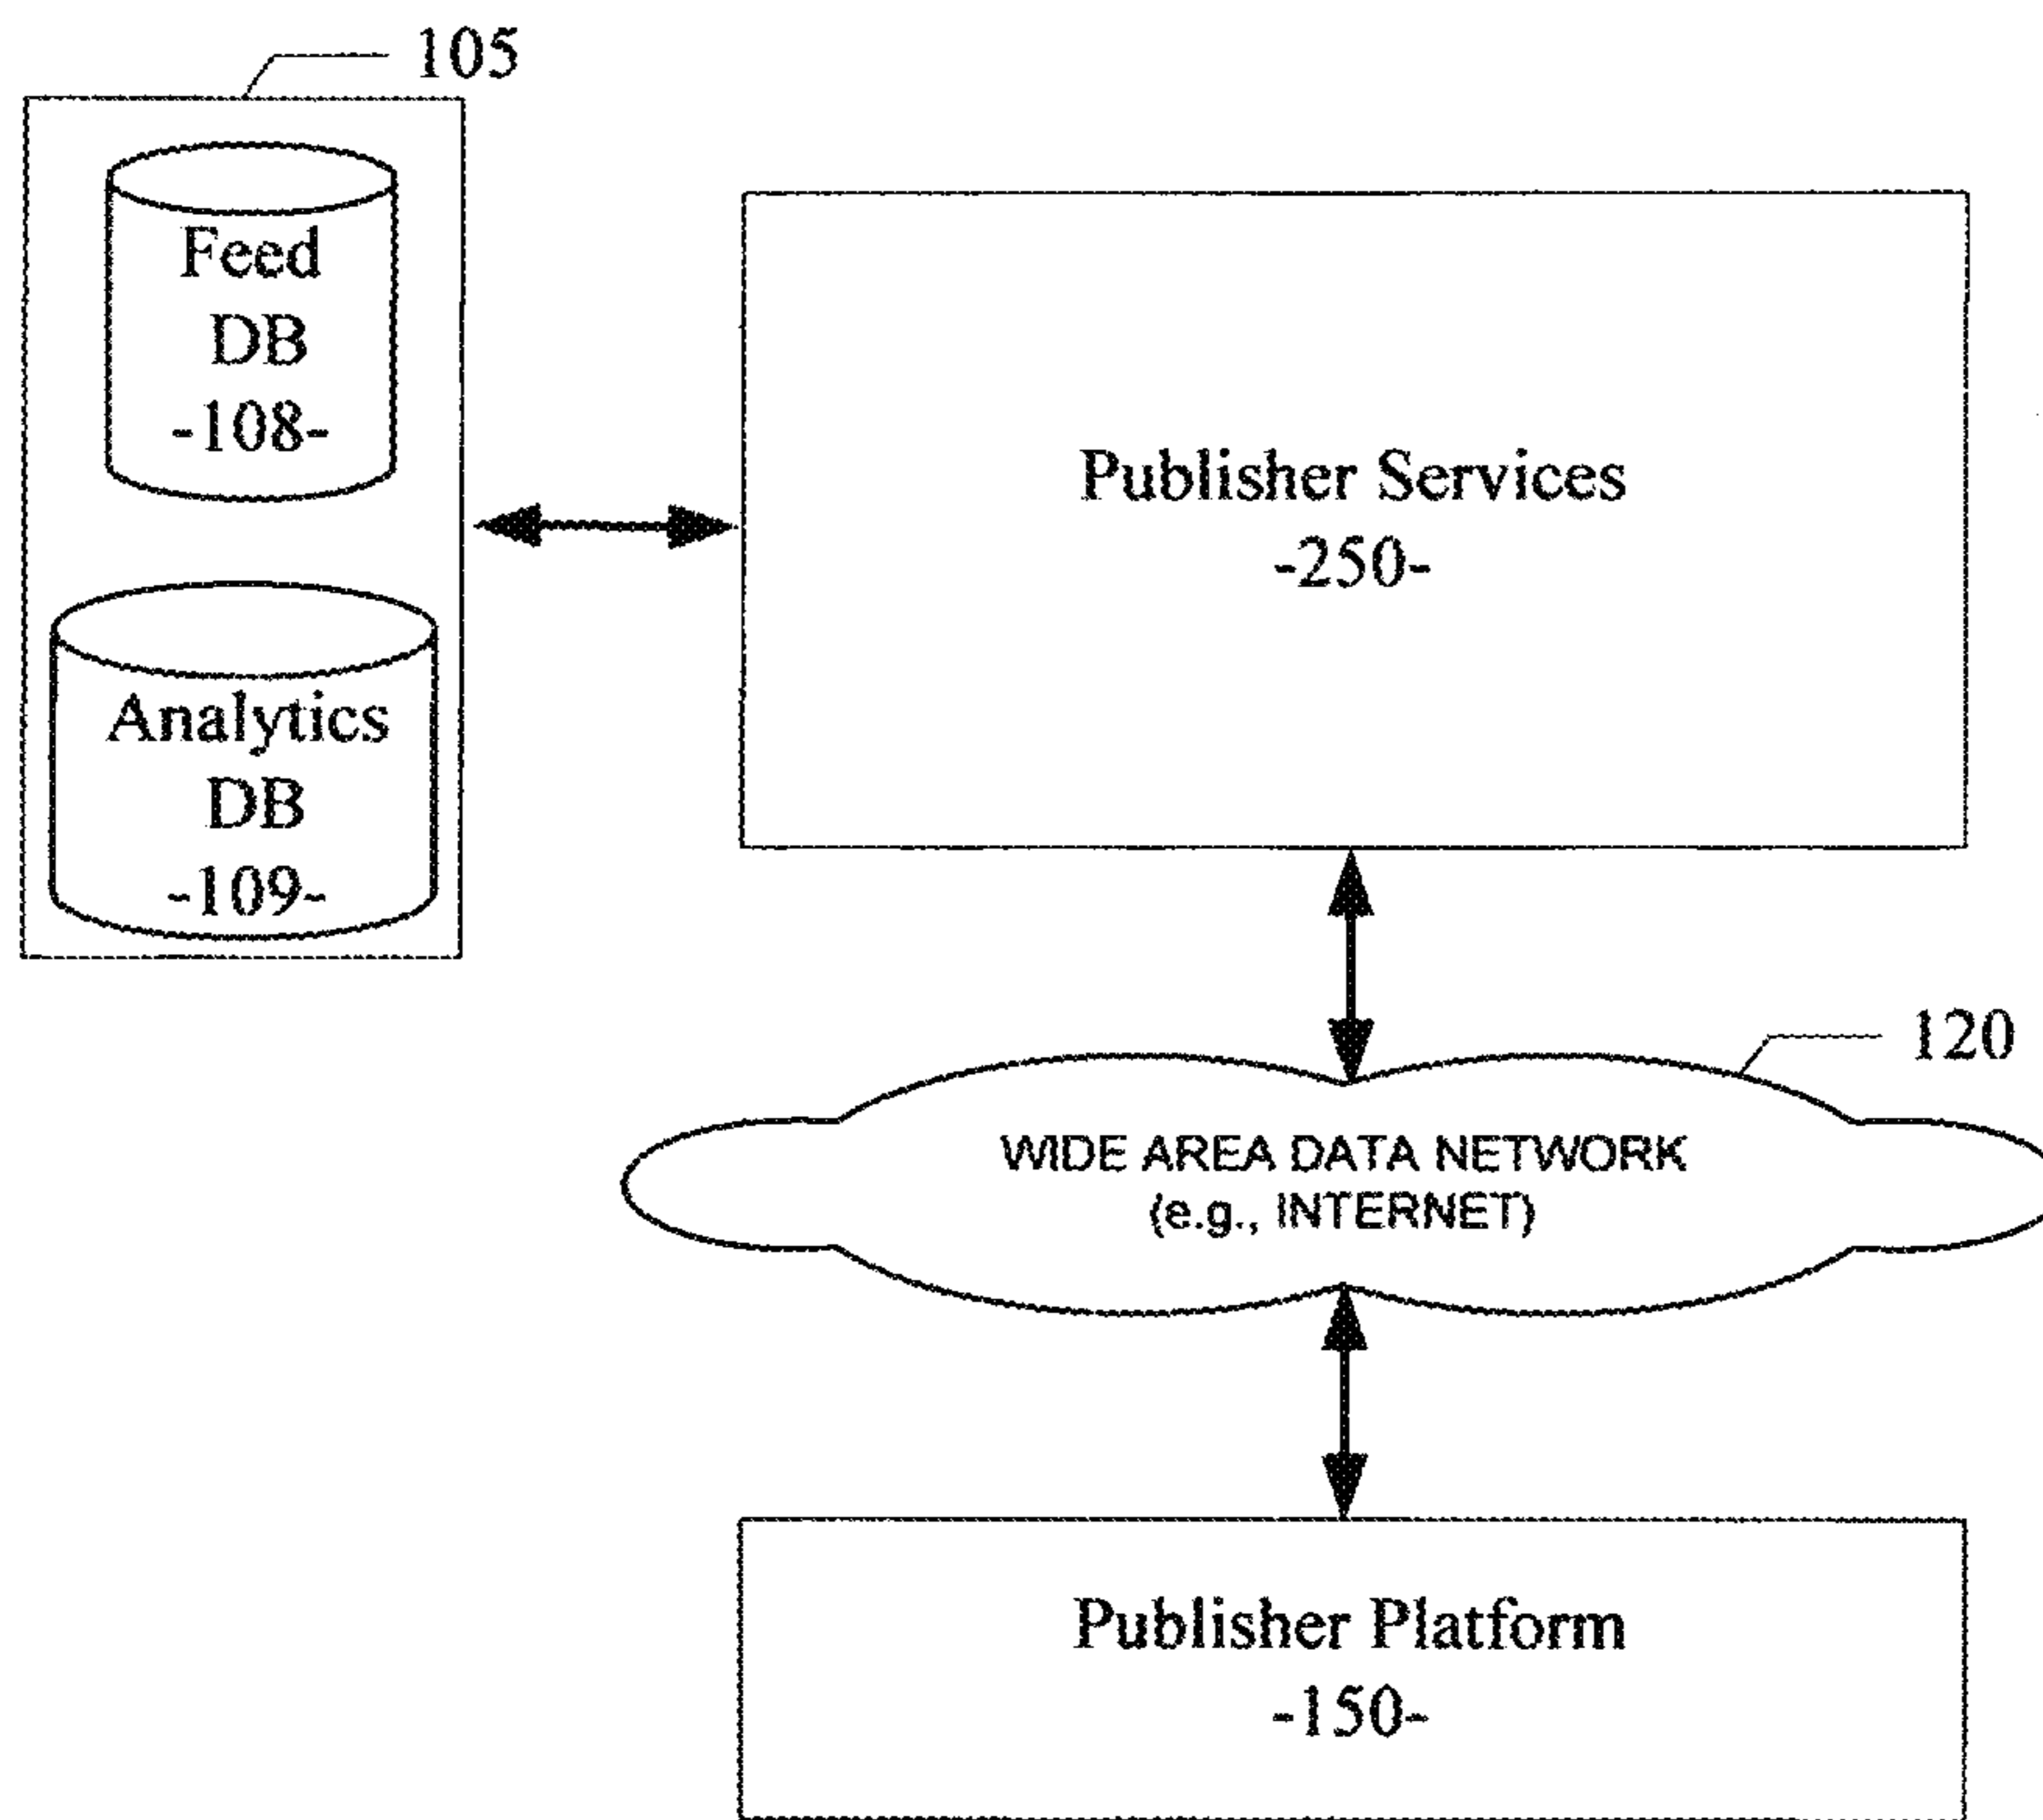 105
Feed
DB
-108-
Analytics
DB
-109-
Publisher Services
-250-
120
WIDE AREA DATA NETWORK
(e.g., INTERNET)
Publisher Platform
-150-